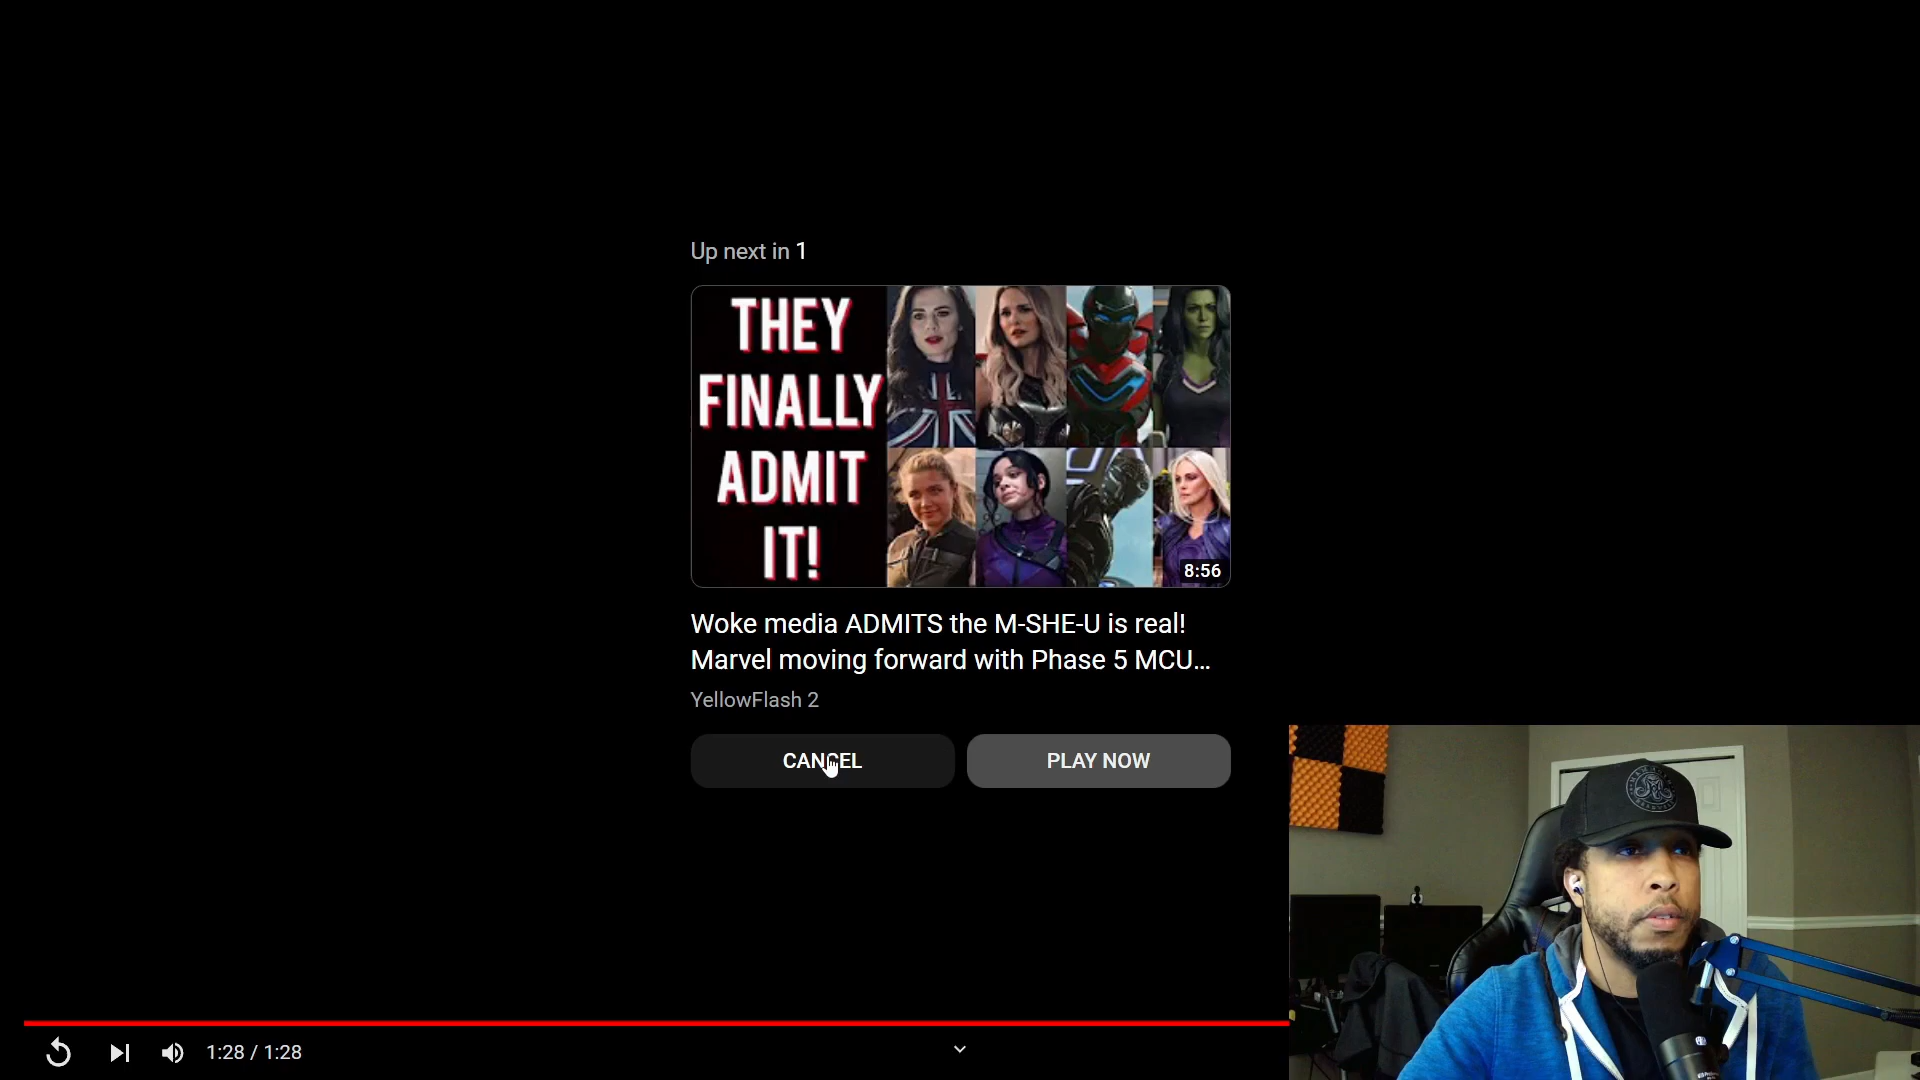 Up next in 1
THEY
FINALLY
ADMIT
IT!
8:56
Woke media ADMITS the M-SHE-U is real!
Marvel moving forward with Phase 5 MCU...
YellowFlash 2
CANCEL
PLAY NOW
1:28 / 1:28